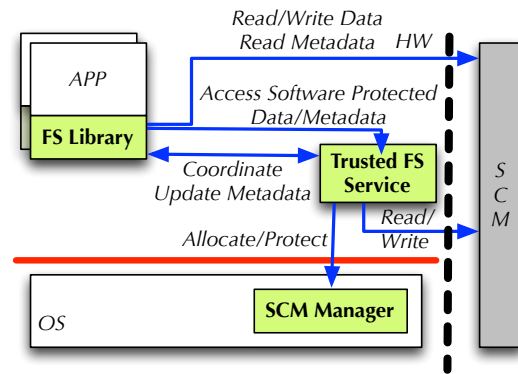 Read/Write Data
Read Metadata
HW
APP
Access Software Protected
Data/Metadata
FS Library
Coordinate
Update Metadata
Trusted FS
Service
S
C
M
Read/
Write
Allocate/Protect
SCM Manager
OS